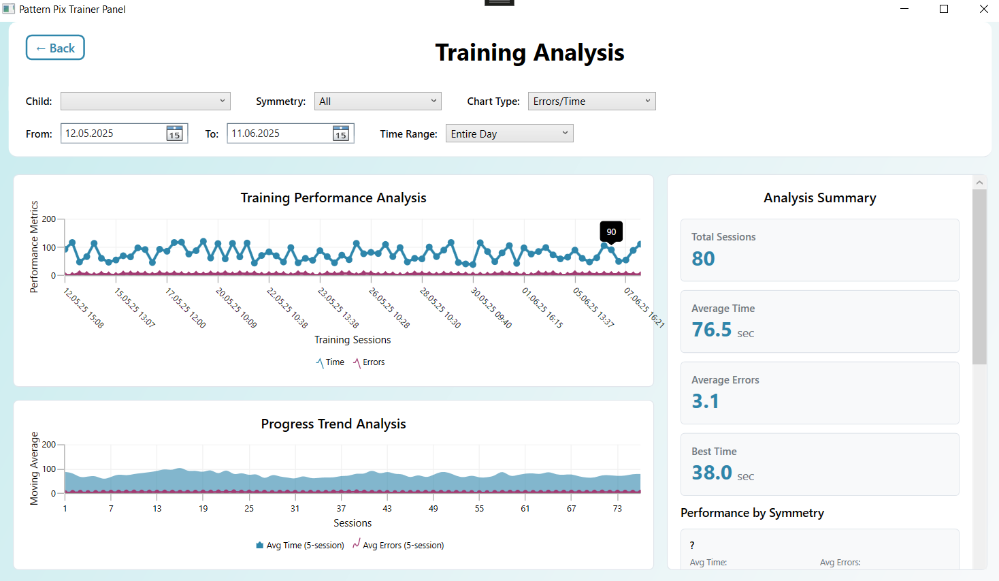 Pattern Pix Trainer Panel
← Back
Training Analysis
Child:
Symmetry: All
Chart Type: Errors/Time
From: 12.05.2025 15
To: 11.06.2025 15
Time Range: Entire Day
Training Performance Analysis
Performance Metrics
200
100
0
90
12.05.25 15:08
15.05.25 13:07
17.05.25 12:00
20.05.25 10:09
22.05.25 10:38
23.05.25 13:38
26.05.25 10:28
28.05.25 10:30
30.05.25 09:40
01.06.25 16:15
05.06.25 13:37
07.06.25 16:21
Training Sessions
Time Errors
Progress Trend Analysis
Moving Average
200
100
0
1 7 13 19 25 31 37 43 49 55 61 67 73
Sessions
Avg Time (5-session) Avg Errors (5-session)
Analysis Summary
Total Sessions
80
Average Time
76.5 sec
Average Errors
3.1
Best Time
38.0 sec
Performance by Symmetry
?
Avg Time: Avg Errors: